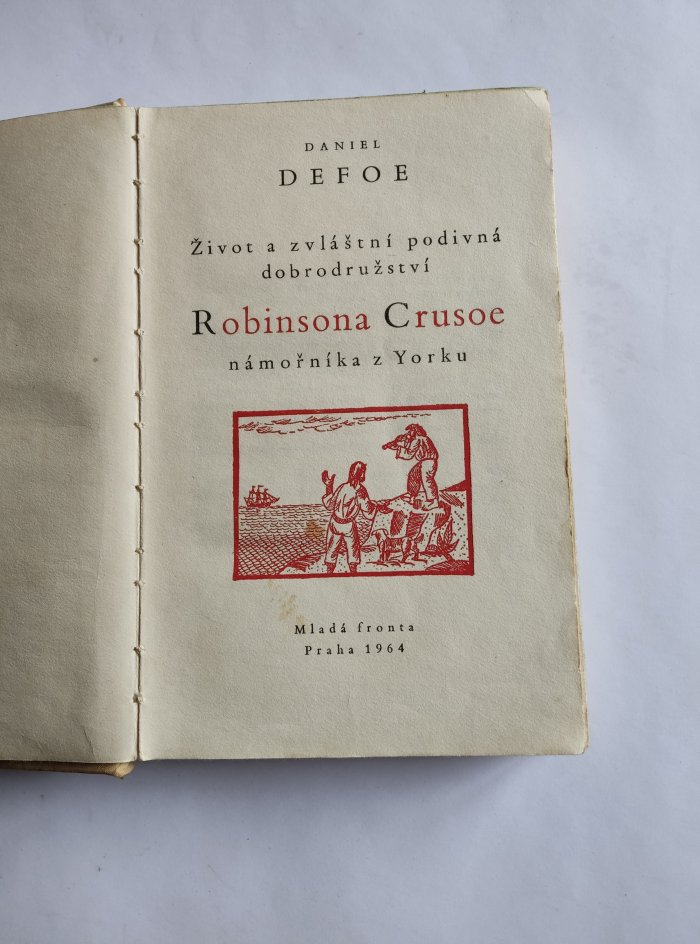 DANIEL
DEFOE
Život a zvláštní podivná
dobrodružství
Robinsona Crusoe
námořníka z Yorku
Mladá fronta
Praha 1964